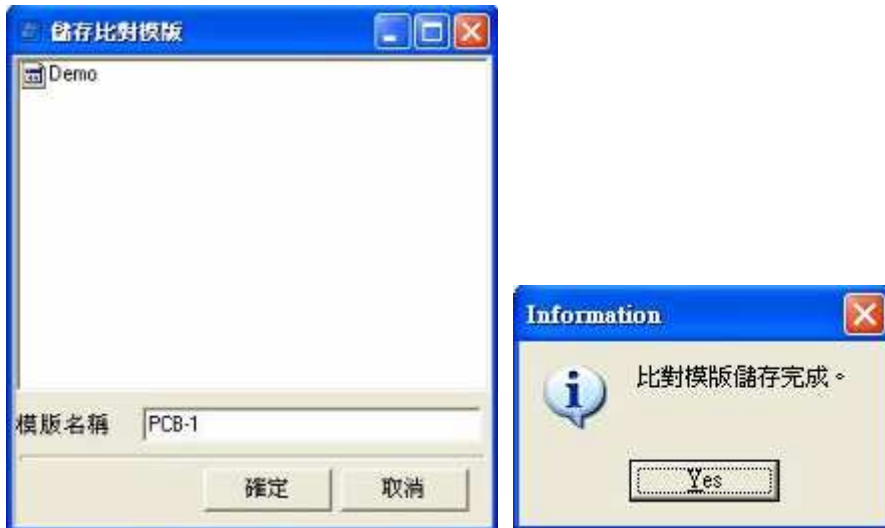 儲存比對模版
Demo
模版名稱 PCB-1
確定 取消
Information
比對模版儲存完成。
Yes